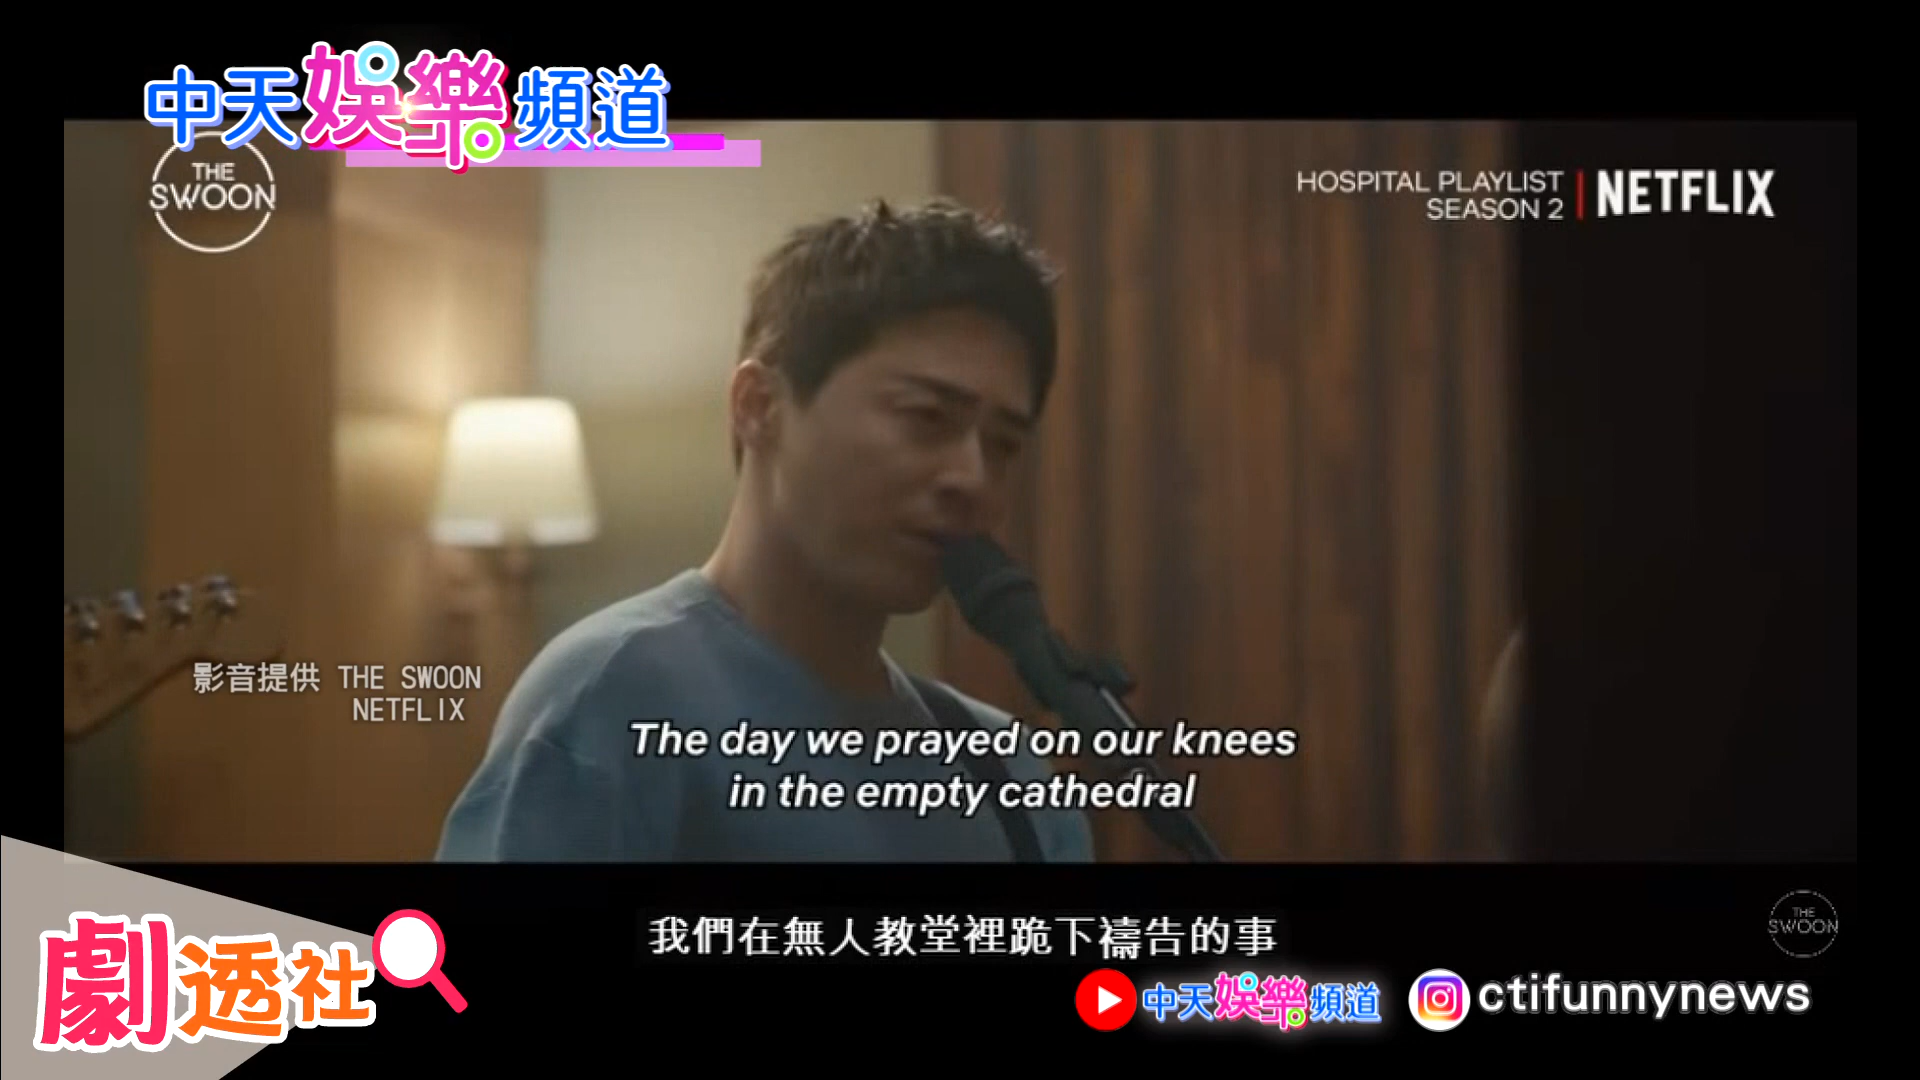 中天娛樂頻道
THE
SWOON
HOSPITAL PLAYLIST
SEASON 2
NETFLIX
影音提供 THE SWOON
NETFLIX
The day we prayed on our knees
in the empty cathedral
我們在無人教堂裡跪下禱告的事
THE
SWOON
劇透社
中天娛樂頻道
ctifunnynews